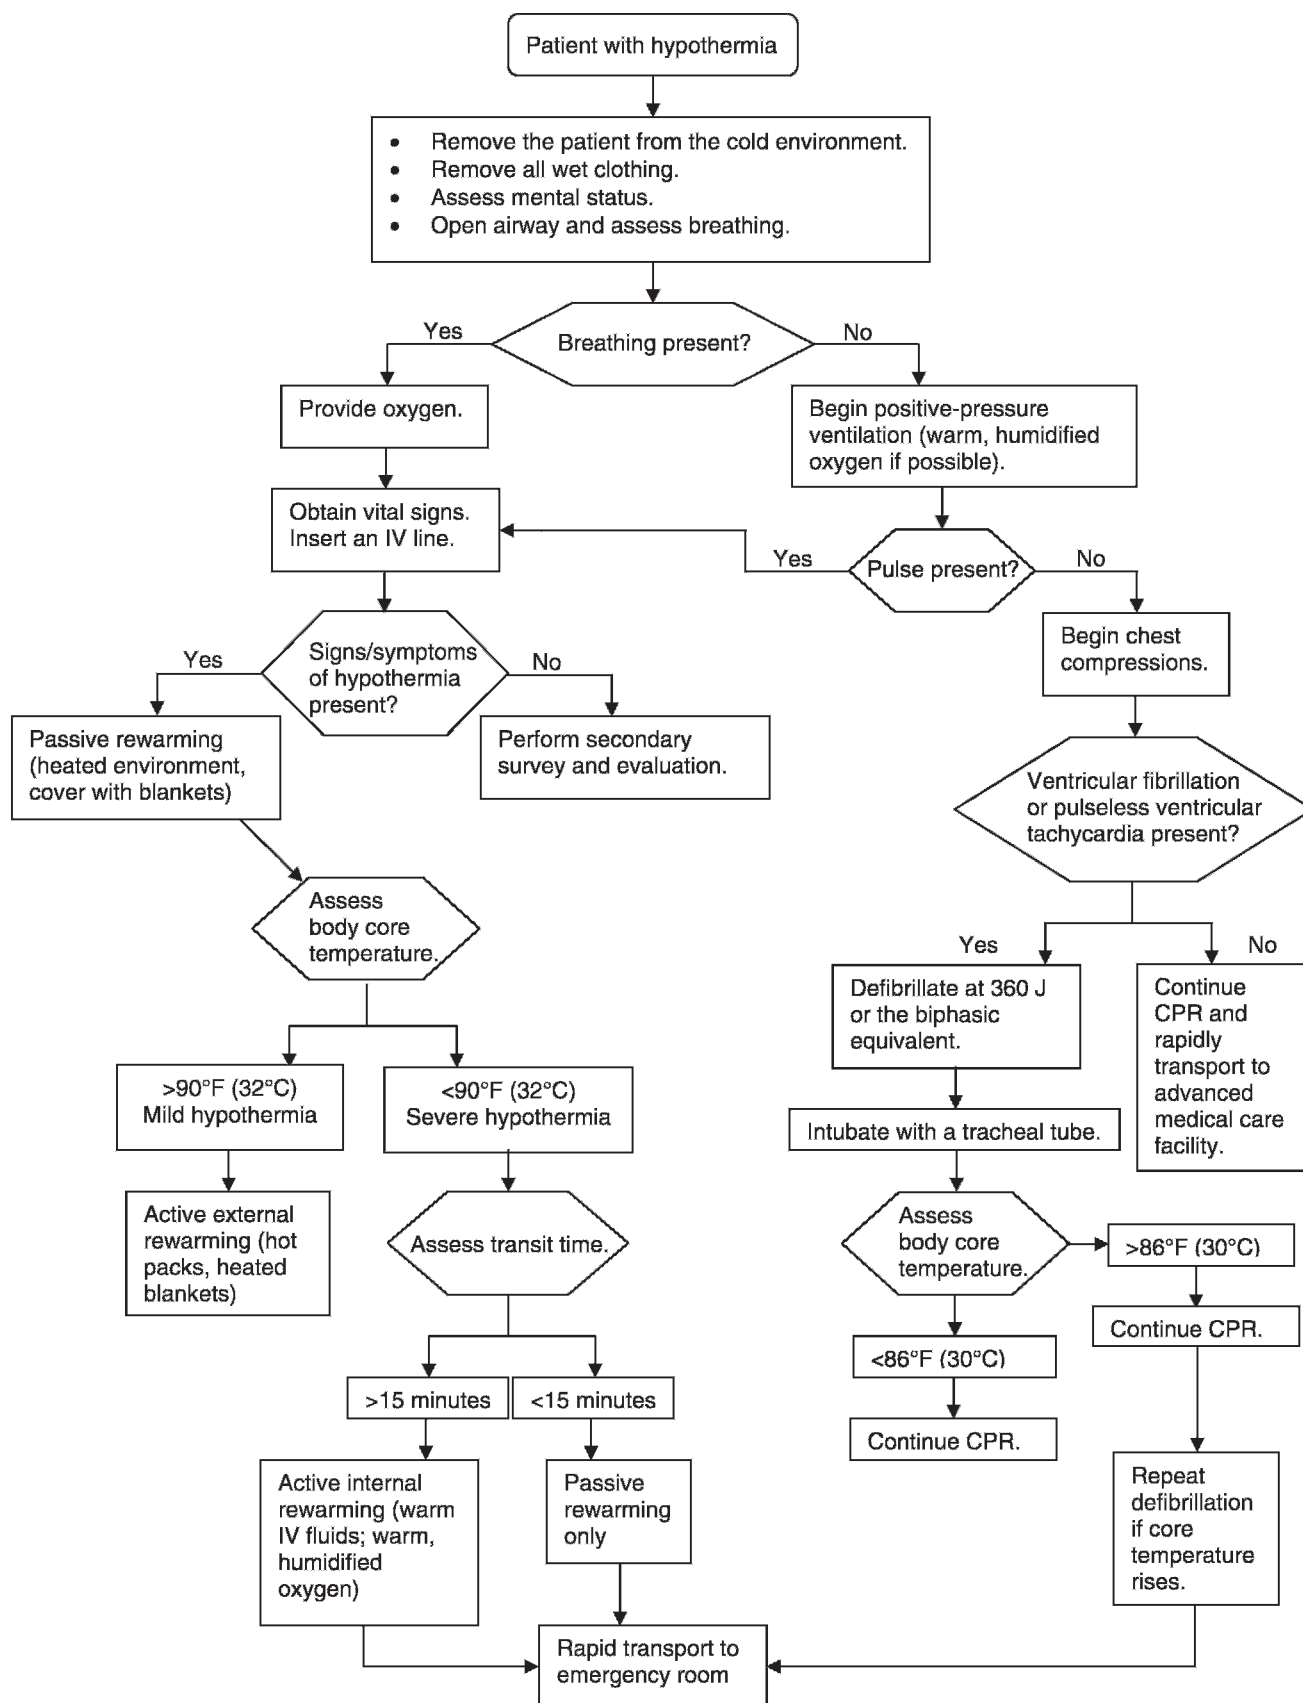 Patient with hypothermia
• Remove the patient from the cold environment.
• Remove all wet clothing.
• Assess mental status.
• Open airway and assess breathing.
Breathing present?
Yes
No
Provide oxygen.
Begin positive-pressure
ventilation (warm, humidified
oxygen if possible).
Obtain vital signs.
Insert an IV line.
Pulse present?
Yes
No
Begin chest
compressions.
Signs/symptoms
of hypothermia
present?
Yes
No
Passive rewarming
(heated environment,
cover with blankets)
Perform secondary
survey and evaluation.
Ventricular fibrillation
or pulseless ventricular
tachycardia present?
Assess
body core
temperature.
Yes
No
Defibrillate at 360 J
or the biphasic
equivalent.
Continue
CPR and
rapidly
transport to
advanced
medical care
facility.
>90°F (32°C)
Mild hypothermia
<90°F (32°C)
Severe hypothermia
Intubate with a tracheal tube.
Active external
rewarming (hot
packs, heated
blankets)
Assess transit time.
Assess
body core
temperature.
>86°F (30°C)
Continue CPR.
<86°F (30°C)
Continue CPR.
>15 minutes
<15 minutes
Active internal
rewarming (warm
IV fluids; warm,
humidified
oxygen)
Passive
rewarming
only
Repeat
defibrillation
if core
temperature
rises.
Rapid transport to
emergency room